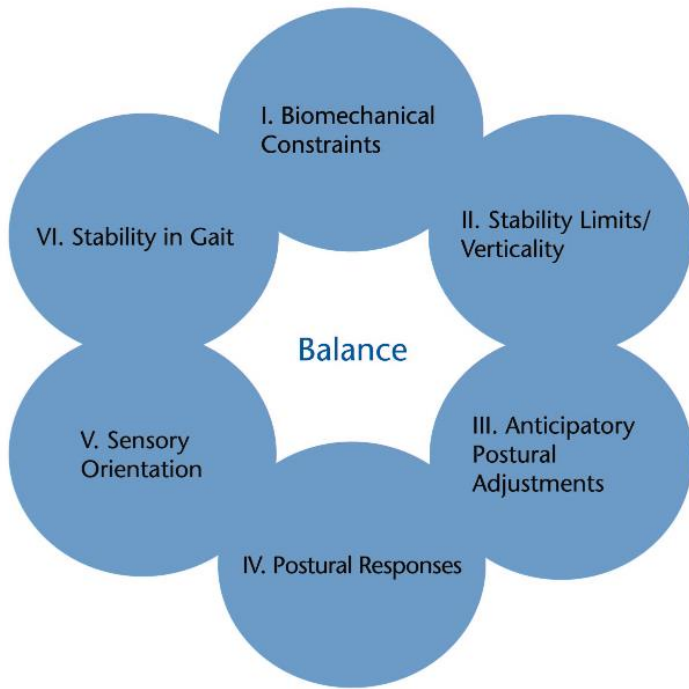 I. Biomechanical
Constraints
II. Stability Limits/
Verticality
III. Anticipatory
Postural
Adjustments
IV. Postural Responses
V. Sensory
Orientation
VI. Stability in Gait
Balance